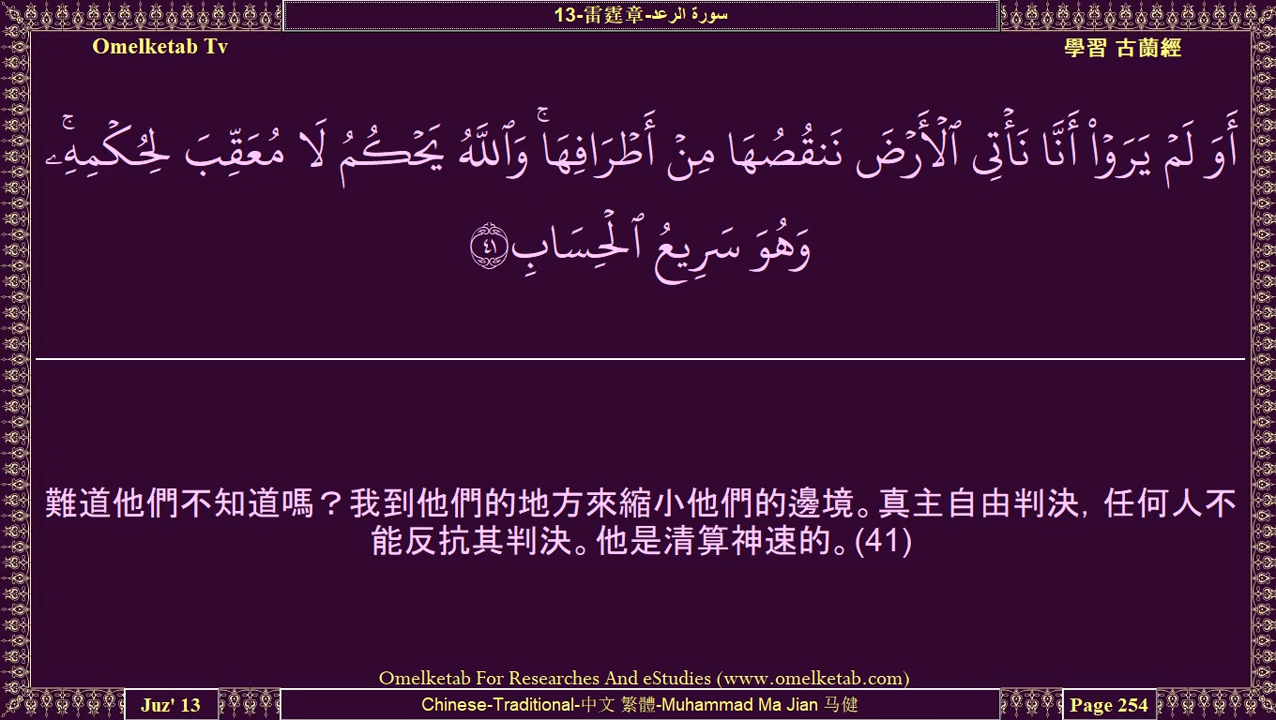 13-雷霆章-سورة الرعد
Omelketab Tv
學習 古蘭經
أَوَ لَمۡ يَرَوۡاْ أَنَّا نَأۡتِي ٱلۡأَرۡضَ نَنقُصُهَا مِنۡ أَطۡرَافِهَاۚ وَٱللَّهُ يَحۡكُمُ لَا مُعَقِّبَ لِحُكۡمِهِۦۚ
وَهُوَ سَرِيعُ ٱلۡحِسَابِ ٤١
難道他們不知道嗎？我到他們的地方來縮小他們的邊境。真主自由判決，任何人不
能反抗其判決。他是清算神速的。(41)
Omelketab For Researches And eStudies (www.omelketab.com)
Juz' 13
Chinese-Traditional-中文 繁體-Muhammad Ma Jian 马健
Page 254